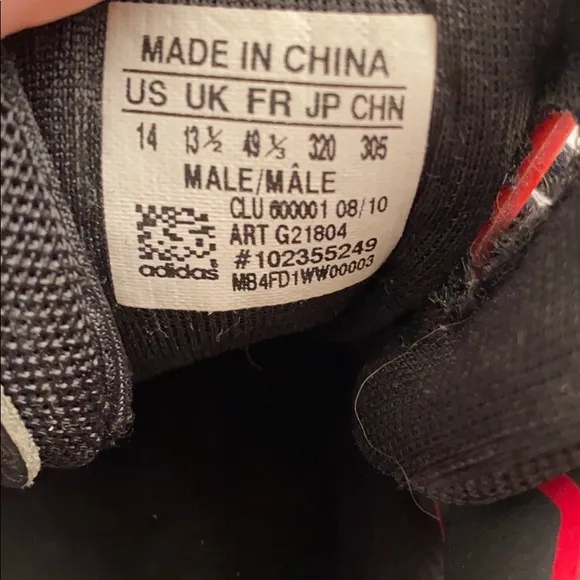 MADE IN CHINA
US UK FR JP CHN
14 13½ 49⅓ 320 305
MALE/MÂLE
CLU 600001 08/10
ART G21804
#102355249
adidas MB4FD1WW00003